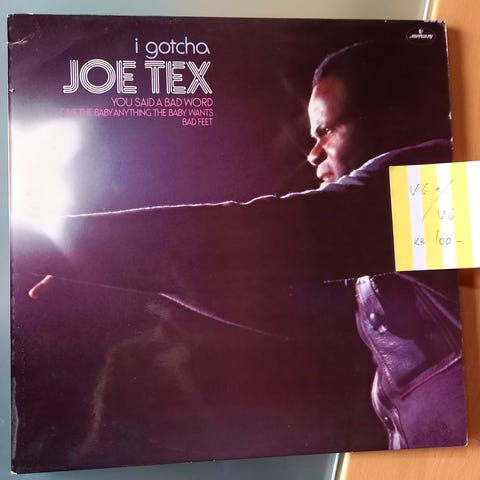 i gotcha
JOE TEX
YOU SAID A BAD WORD
GIVE THE BABY ANYTHING THE BABY WANTS
BAD FEET
VG+/
/VG
KR 100-